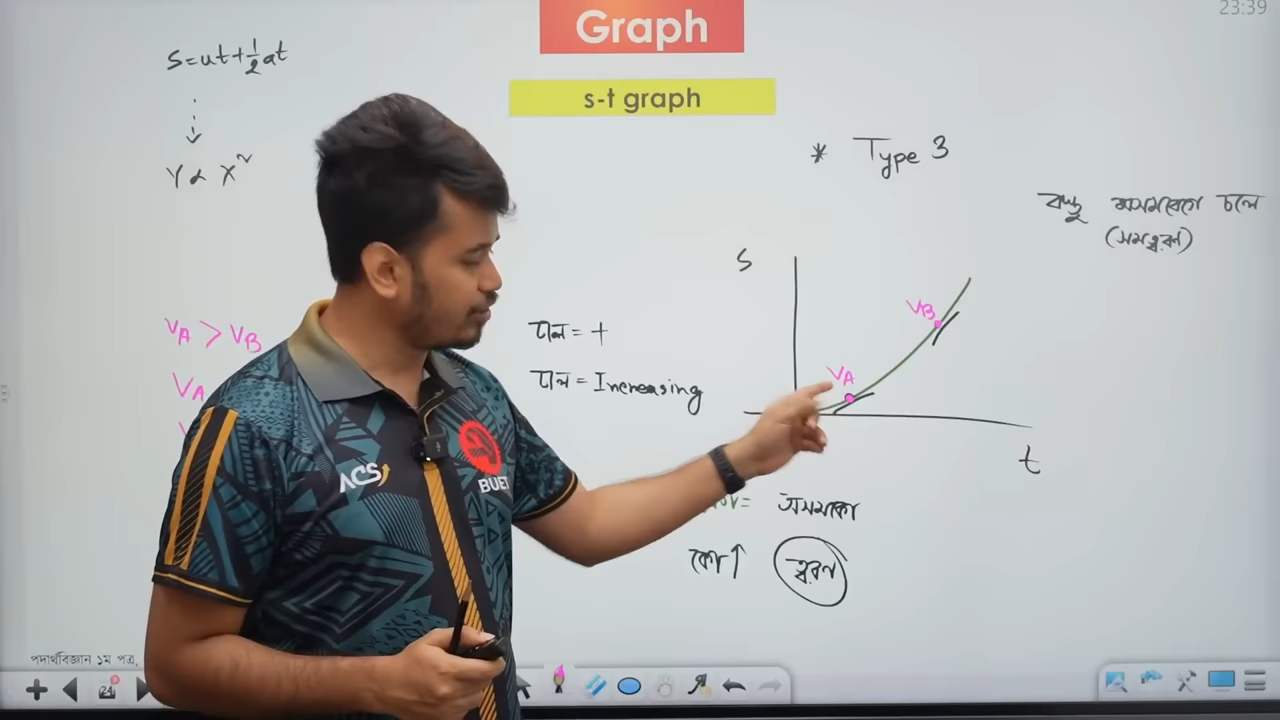 23:39
Graph
s-t graph
S=ut+½at
Y ∝ X²
* Type 3
বস্তু অসমবেগে চলে
(সমত্বরণ)
S
VB
VA
t
VA > VB
VA
ঢাল = +
ঢাল = Increasing
ACS
BUET
ত্বরণ
পদার্থবিজ্ঞান ১ম পত্র,
24